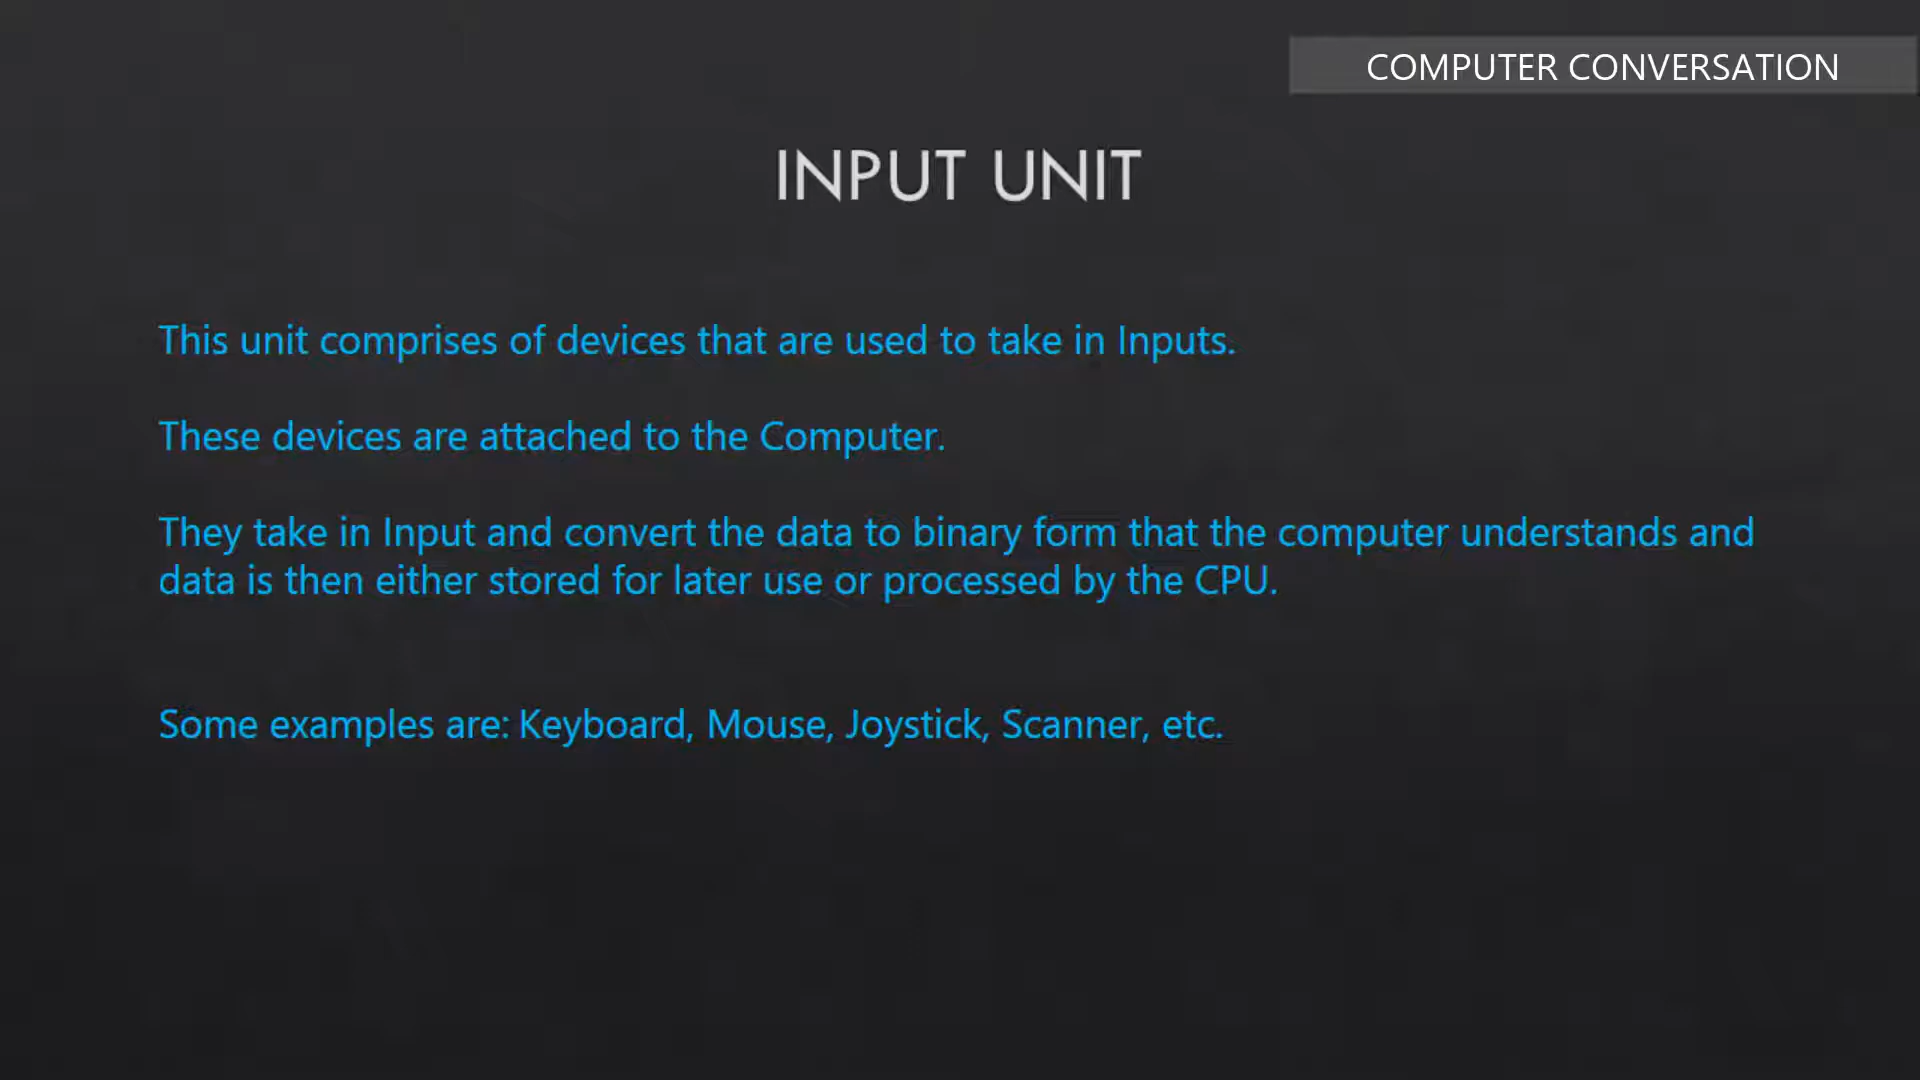 COMPUTER CONVERSATION
INPUT UNIT
This unit comprises of devices that are used to take in Inputs.
These devices are attached to the Computer.
They take in Input and convert the data to binary form that the computer understands and
data is then either stored for later use or processed by the CPU.
Some examples are: Keyboard, Mouse, Joystick, Scanner, etc.